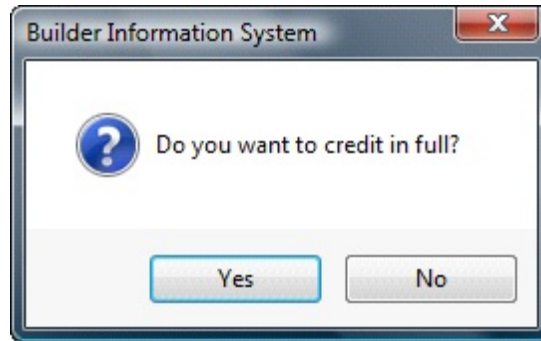 Builder Information System
Do you want to credit in full?
Yes
No